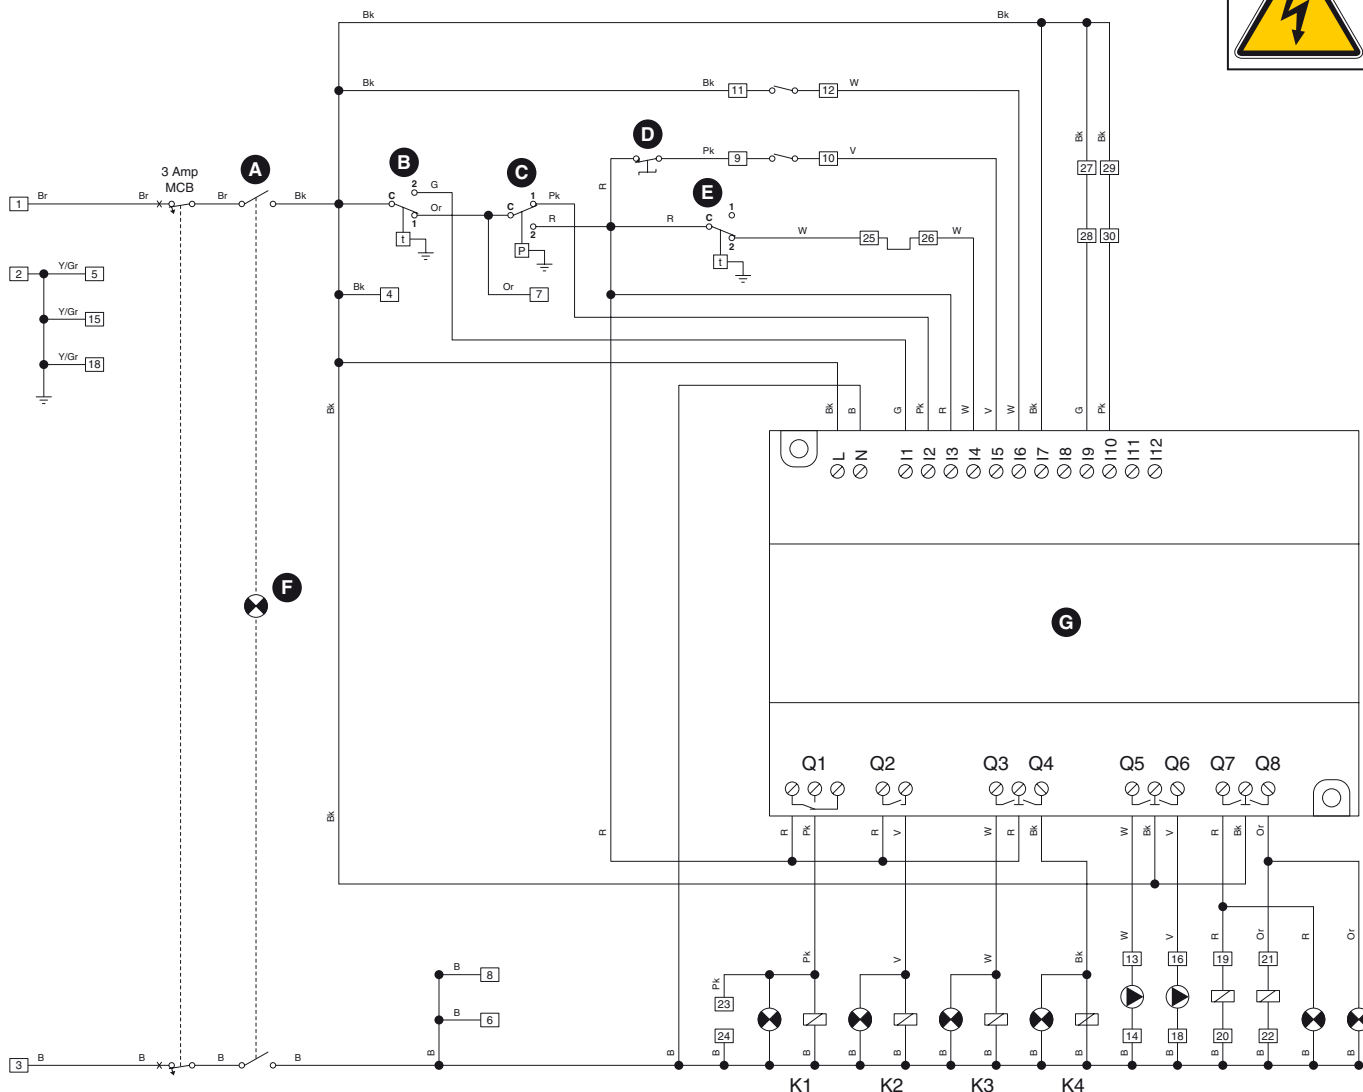 Bk Bk
Bk Bk 11 12 W
D
Pk 9 10 V
Bk Bk
27 29
3 Amp
MCB
A B C E
1 Br Br Br Bk
C 2 G
Or 1
C 1 Pk
R 2
R
R
C 1
2 W 25 26 W
t P t
28 30
2 Y/Gr 5
Y/Gr 15
Y/Gr 18
Bk 4
Or 7
Bk
Bk B G Pk R W V W Bk G Pk
L N I1 I2 I3 I4 I5 I6 I7 I8 I9 I10 I11 I12
F
G
Q1 Q2 Q3 Q4 Q5 Q6 Q7 Q8
Bk R
R Pk R V W R Bk W Bk V R Bk Or
Pk V W Bk W V R Or R Or
13 16 19 21
B 8
Pk
23
B 6
24 14 18 20 22
3 B B B B
B B B B B B B B B B B B B
K1 K2 K3 K4